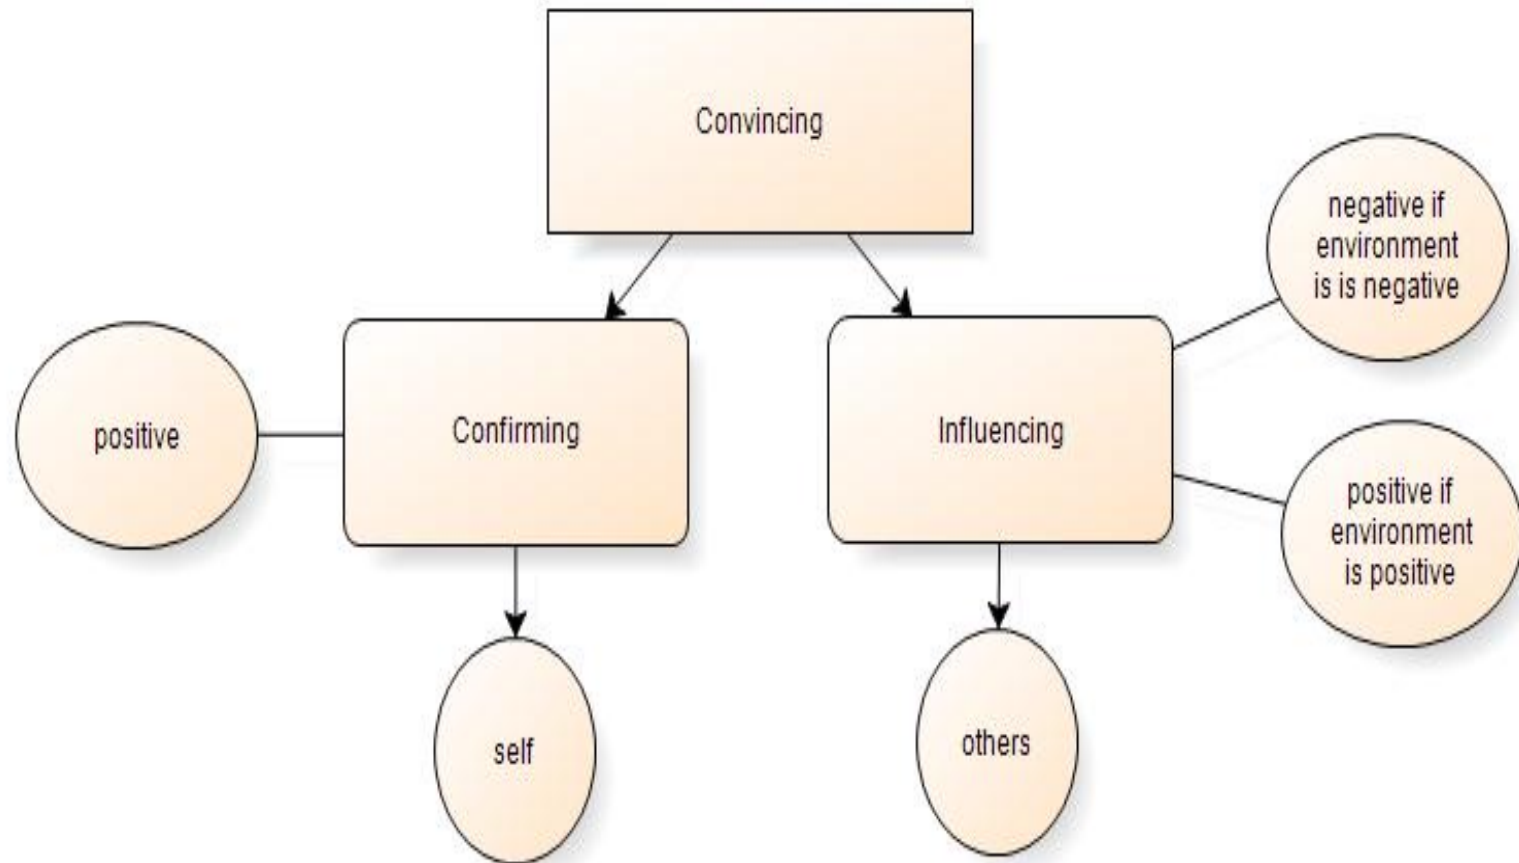 Convincing
negative if
environment
is is negative
positive
Confirming
Influencing
positive if
environment
is positive
self
others